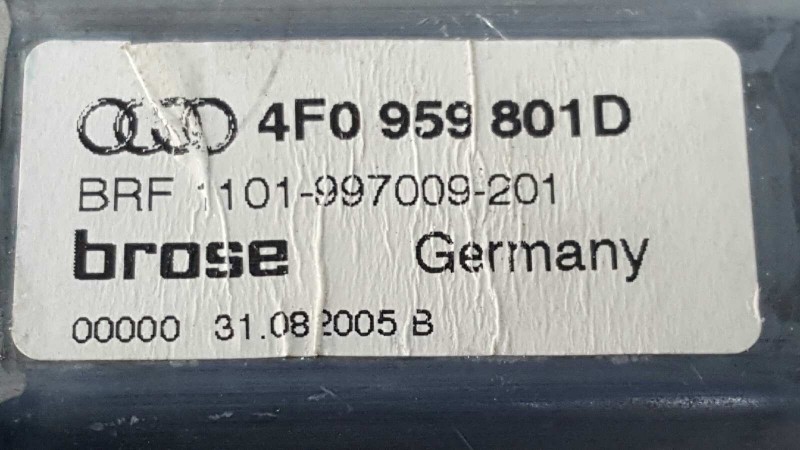 4F0 959 801D
BRF 1101-997009-201
brose Germany
00000 31.08 2005 B